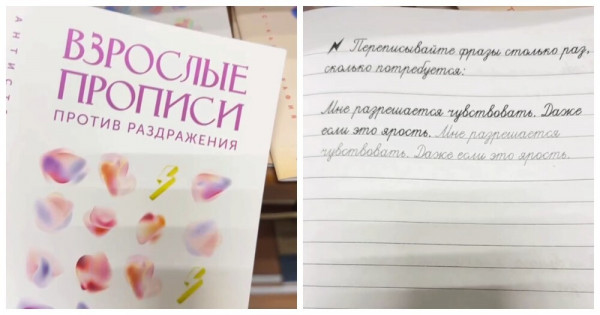 АНТИСТ
ВЗРОСЛЫЕ
ПРОПИСИ
ПРОТИВ РАЗДРАЖЕНИЯ
Переписывайте фразы столько раз,
сколько потребуется:
Мне разрешается чувствовать. Даже
если это ярость. Мне разрешается
чувствовать. Даже если это ярость.